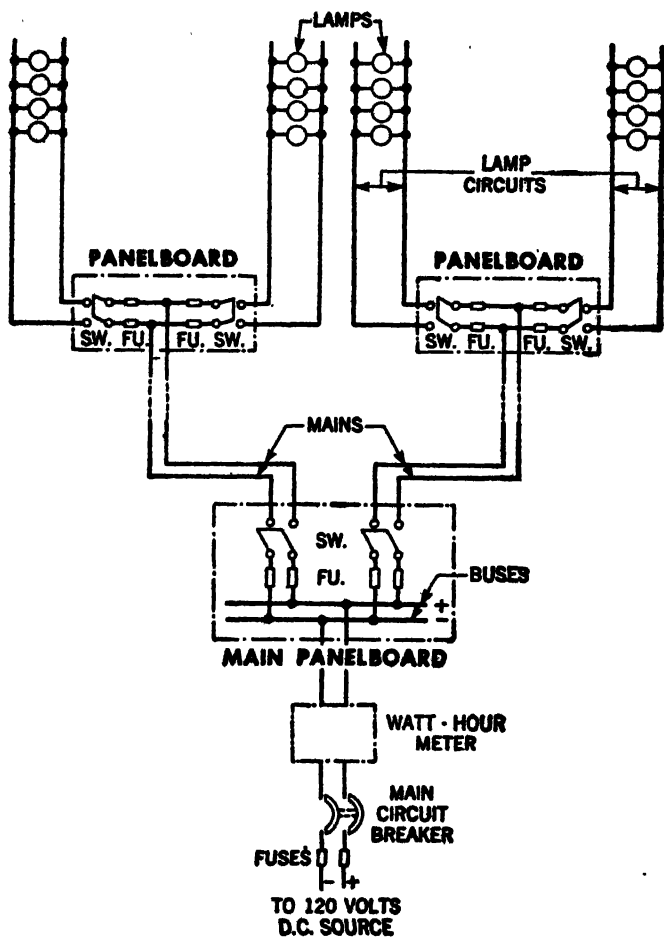 LAMPS
LAMP
CIRCUITS
PANELBOARD
PANELBOARD
SW. FU. FU. SW.
SW. FU. FU. SW.
MAINS
SW.
FU.
BUSES
+
-
MAIN PANELBOARD
WATT-HOUR
METER
MAIN
CIRCUIT
BREAKER
FUSES
- +
TO 120 VOLTS
D.C. SOURCE